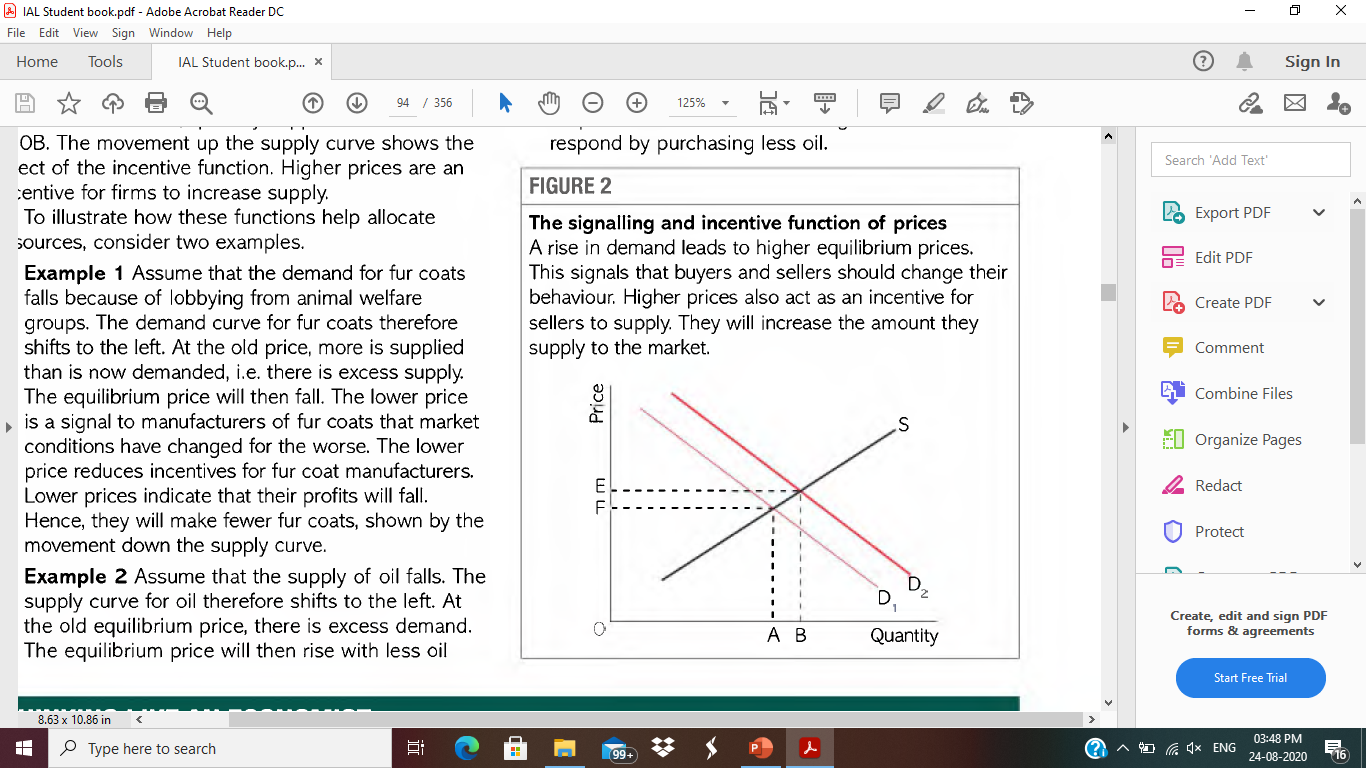 IAL Student book.pdf - Adobe Acrobat Reader DC
File Edit View Sign Window Help
Home Tools IAL Student book.p... × Sign In
94 / 356 125%
0B. The movement up the supply curve shows the
ect of the incentive function. Higher prices are an
centive for firms to increase supply.
To illustrate how these functions help allocate
sources, consider two examples.
Example 1 Assume that the demand for fur coats
falls because of lobbying from animal welfare
groups. The demand curve for fur coats therefore
shifts to the left. At the old price, more is supplied
than is now demanded, i.e. there is excess supply.
The equilibrium price will then fall. The lower price
is a signal to manufacturers of fur coats that market
conditions have changed for the worse. The lower
price reduces incentives for fur coat manufacturers.
Lower prices indicate that their profits will fall.
Hence, they will make fewer fur coats, shown by the
movement down the supply curve.
Example 2 Assume that the supply of oil falls. The
supply curve for oil therefore shifts to the left. At
the old equilibrium price, there is excess demand.
The equilibrium price will then rise with less oil
respond by purchasing less oil.
FIGURE 2
The signalling and incentive function of prices
A rise in demand leads to higher equilibrium prices.
This signals that buyers and sellers should change their
behaviour. Higher prices also act as an incentive for
sellers to supply. They will increase the amount they
supply to the market.
Price
S
E
F
D2
D1
O
A B Quantity
Search 'Add Text'
Export PDF
Edit PDF
Create PDF
Comment
Combine Files
Organize Pages
Redact
Protect
Create, edit and sign PDF
forms & agreements
Start Free Trial
8.63 x 10.86 in
Type here to search
99+
ENG
03:48 PM
24-08-2020
16